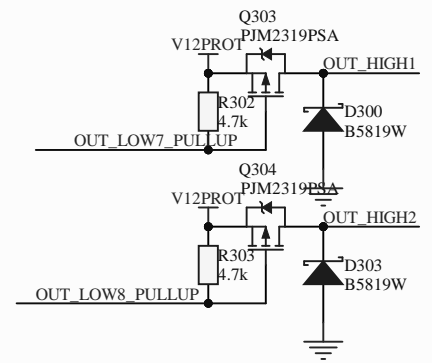 Q303
PJM2319PSA
V12PROT
OUT_HIGH1
R302
4.7k
D300
B5819W
OUT_LOW7_PULLUP
Q304
PJM2319PSA
V12PROT
OUT_HIGH2
R303
4.7k
D303
B5819W
OUT_LOW8_PULLUP